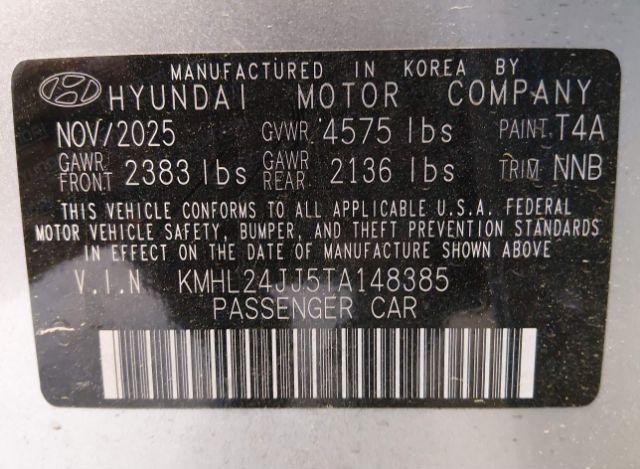 MANUFACTURED IN KOREA BY
HYUNDAI MOTOR COMPANY
NOV/2025 GVWR 4575 lbs PAINT T4A
GAWR FRONT 2383 lbs GAWR REAR 2136 lbs TRIM NNB
THIS VEHICLE CONFORMS TO ALL APPLICABLE U.S.A. FEDERAL
MOTOR VEHICLE SAFETY, BUMPER, AND THEFT PREVENTION STANDARDS
IN EFFECT ON THE DATE OF MANUFACTURE SHOWN ABOVE
V.I.N KMHL24JJ5TA148385
PASSENGER CAR